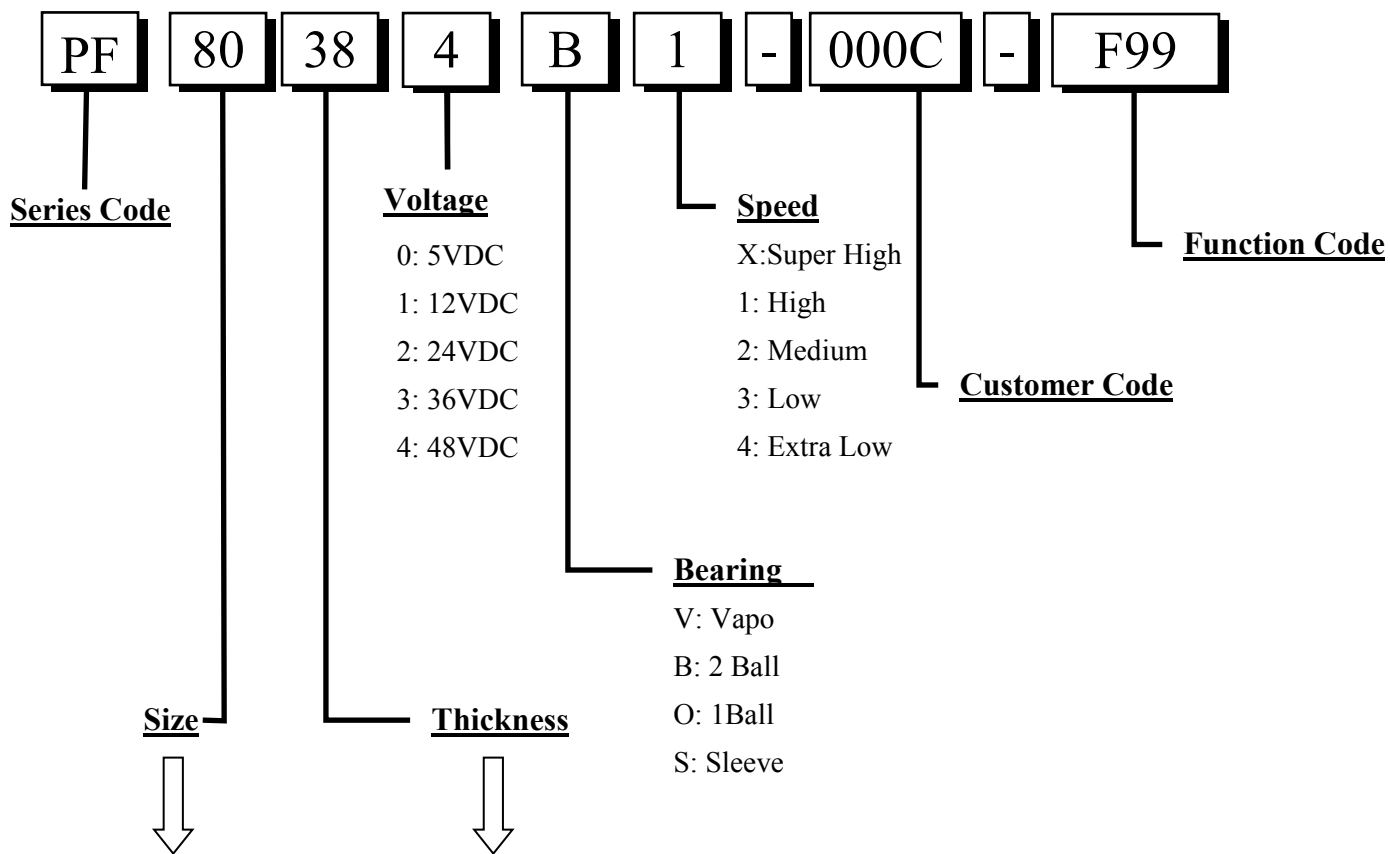 PF 80 38 4 B 1 - 000C - F99
Series Code
Voltage
0: 5VDC
1: 12VDC
2: 24VDC
3: 36VDC
4: 48VDC
Speed
X:Super High
1: High
2: Medium
3: Low
4: Extra Low
Function Code
Customer Code
Bearing
V: Vapo
B: 2 Ball
O: 1Ball
S: Sleeve
Size
Thickness